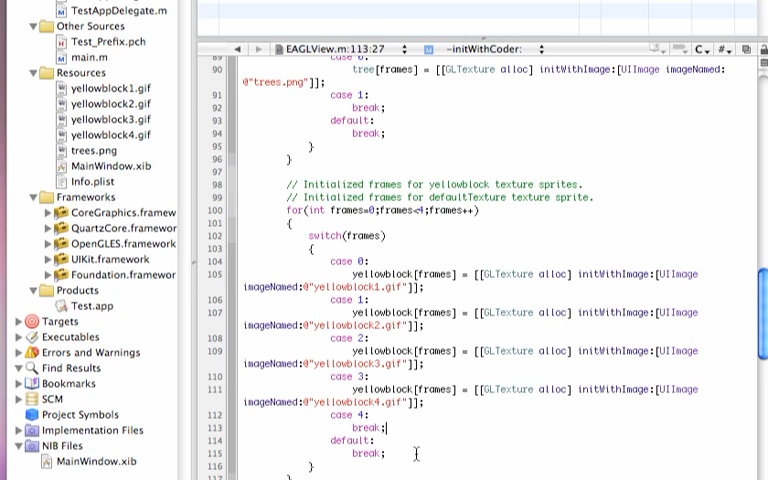 TestAppDelegate.m
Other Sources
Test_Prefix.pch
main.m
Resources
yellowblock1.gif
yellowblock2.gif
yellowblock3.gif
yellowblock4.gif
trees.png
MainWindow.xib
Info.plist
Frameworks
CoreGraphics.framew
QuartzCore.framewor
OpenGLES.framework
UIKit.framework
Foundation.framewor
Products
Test.app
Targets
Executables
Errors and Warnings
Find Results
Bookmarks
SCM
Project Symbols
Implementation Files
NIB Files
MainWindow.xib
EAGLView.m:113:27 M -initWithCoder: C #
89 case 0:
90 tree[frames] = [[GLTexture alloc] initWithImage:[UIImage imageNamed:
@"trees.png"]];
91 case 1:
92 break;
93 default:
94 break;
95 }
96 }
97
98 // Initialized frames for yellowblock texture sprites.
99 // Initialized frames for defaultTexture texture sprite.
100 for(int frames=0;frames<4;frames++)
101 {
102 switch(frames)
103 {
104 case 0:
105 yellowblock[frames] = [[GLTexture alloc] initWithImage:[UIImage
imageNamed:@"yellowblock1.gif"]];
106 case 1:
107 yellowblock[frames] = [[GLTexture alloc] initWithImage:[UIImage
imageNamed:@"yellowblock2.gif"]];
108 case 2:
109 yellowblock[frames] = [[GLTexture alloc] initWithImage:[UIImage
imageNamed:@"yellowblock3.gif"]];
110 case 3:
111 yellowblock[frames] = [[GLTexture alloc] initWithImage:[UIImage
imageNamed:@"yellowblock4.gif"]];
112 case 4:
113 break;
114 default:
115 break;
116 }
117 }